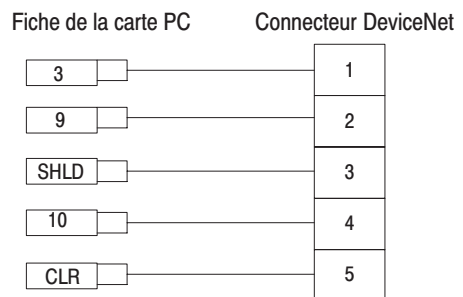 Fiche de la carte PC Connecteur DeviceNet
3 1
9 2
SHLD 3
10 4
CLR 5